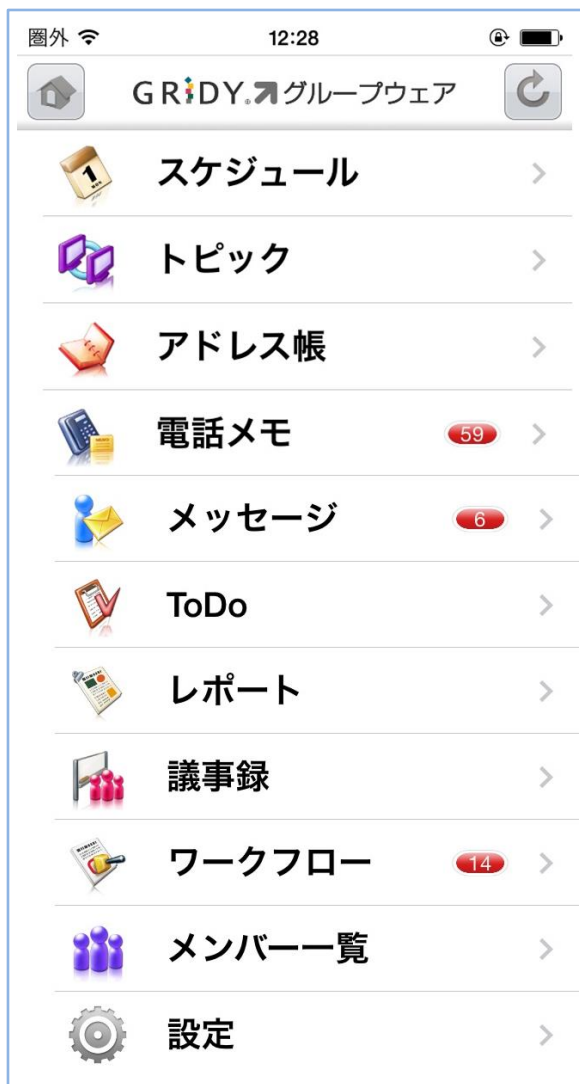 圏外 12:28
GRiDY. グループウェア
スケジュール
トピック
アドレス帳
電話メモ 59
メッセージ 6
ToDo
レポート
議事録
ワークフロー 14
メンバー一覧
設定